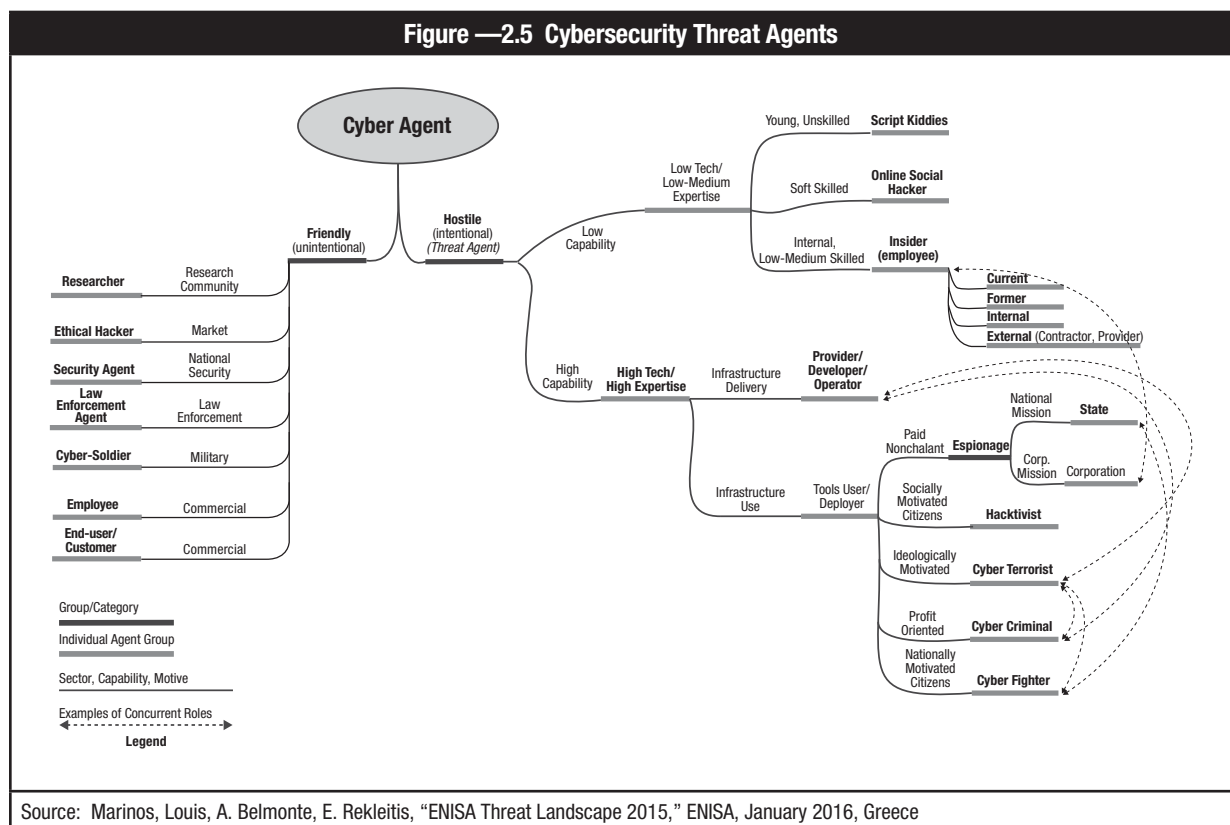 Figure —2.5 Cybersecurity Threat Agents
Cyber Agent
Friendly
(unintentional)
Researcher
Research
Community
Ethical Hacker
Market
Security Agent
National
Security
Law
Enforcement
Agent
Law
Enforcement
Cyber-Soldier
Military
Employee
Commercial
End-user/
Customer
Commercial
Hostile
(intentional)
(Threat Agent)
Low
Capability
Low Tech/
Low-Medium
Expertise
Young, Unskilled
Script Kiddies
Soft Skilled
Online Social
Hacker
Internal,
Low-Medium Skilled
Insider
(employee)
Current
Former
Internal
External (Contractor, Provider)
High
Capability
High Tech/
High Expertise
Infrastructure
Delivery
Provider/
Developer/
Operator
Infrastructure
Use
Tools User/
Deployer
Paid
Nonchalant
Espionage
National
Mission
State
Corp.
Mission
Corporation
Socially
Motivated
Citizens
Hacktivist
Ideologically
Motivated
Cyber Terrorist
Profit
Oriented
Cyber Criminal
Nationally
Motivated
Citizens
Cyber Fighter
Group/Category
Individual Agent Group
Sector, Capability, Motive
Examples of Concurrent Roles
Legend
Source: Marinos, Louis, A. Belmonte, E. Rekleitis, “ENISA Threat Landscape 2015,” ENISA, January 2016, Greece